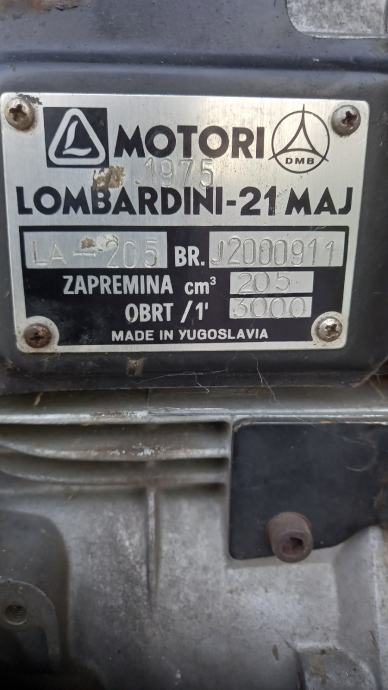 L MOTORI DMB
1975
LOMBARDINI-21 MAJ
LA-205 BR. J2000911
ZAPREMINA cm³ 205
OBRT /1' 3000
MADE IN YUGOSLAVIA